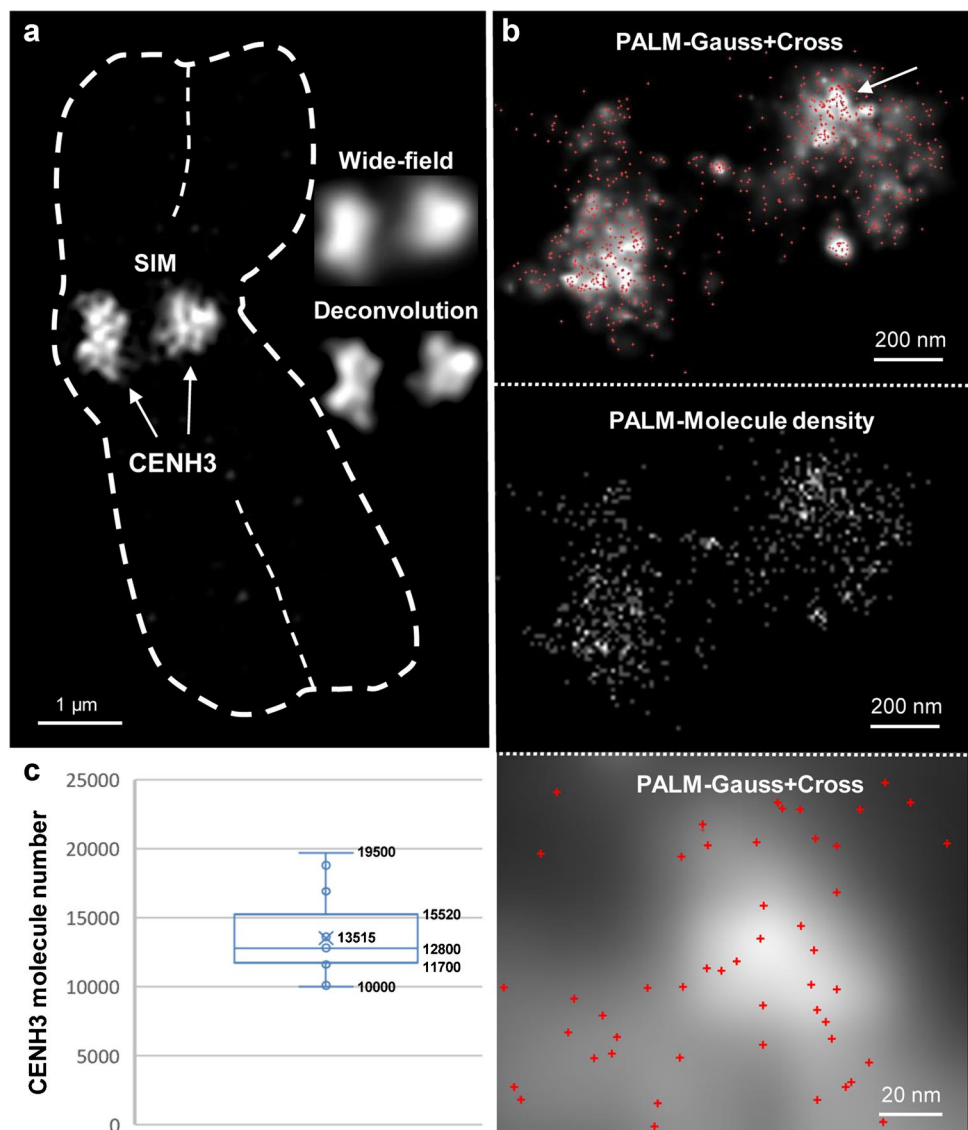 a
Wide-field
SIM
Deconvolution
CENH3
1 µm
b
PALM-Gauss+Cross
200 nm
PALM-Molecule density
200 nm
PALM-Gauss+Cross
20 nm
c
CENH3 molecule number
25000
20000
15000
10000
5000
0
19500
15520
13515
12800
11700
10000